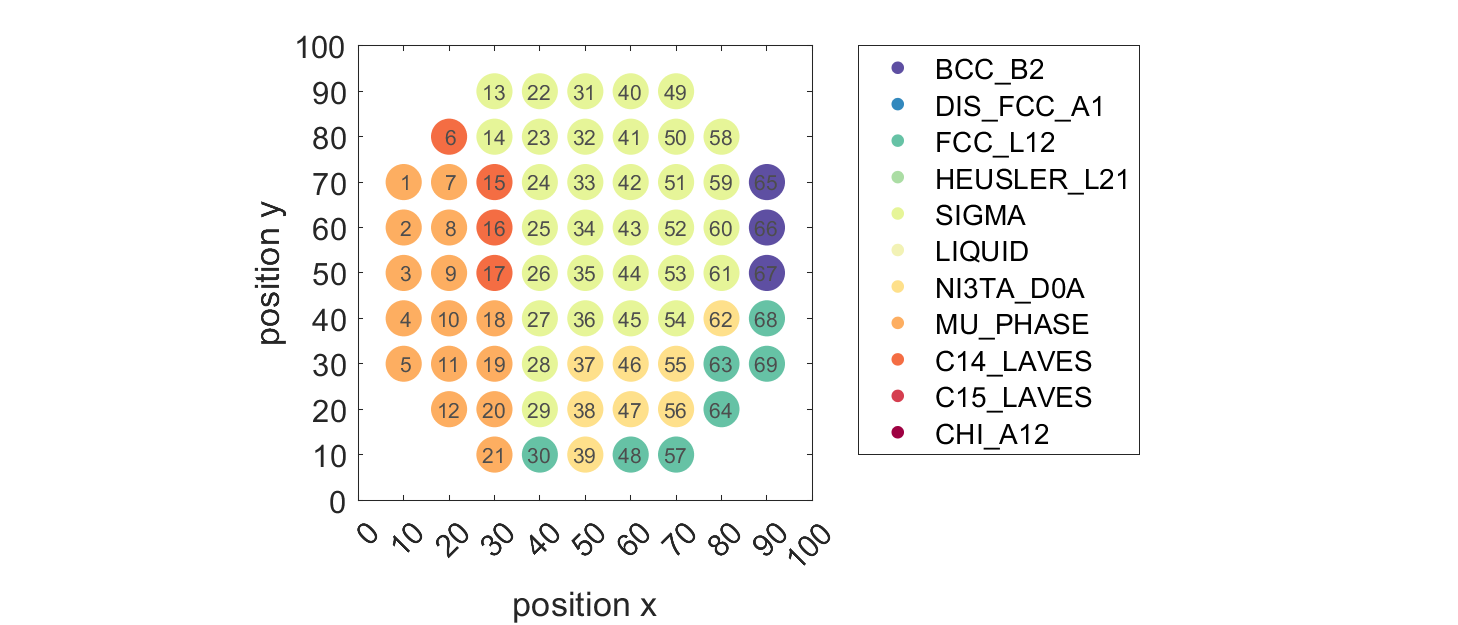 100
90 13 22 31 40 49
80 6 14 23 32 41 50 58
70 1 7 15 24 33 42 51 59 65
60 2 8 16 25 34 43 52 60 66
50 3 9 17 26 35 44 53 61 67
40 4 10 18 27 36 45 54 62 68
30 5 11 19 28 37 46 55 63 69
20 12 20 29 38 47 56 64
10 21 30 39 48 57
0
0 10 20 30 40 50 60 70 80 90 100
position x
position y
BCC_B2
DIS_FCC_A1
FCC_L12
HEUSLER_L21
SIGMA
LIQUID
NI3TA_D0A
MU_PHASE
C14_LAVES
C15_LAVES
CHI_A12